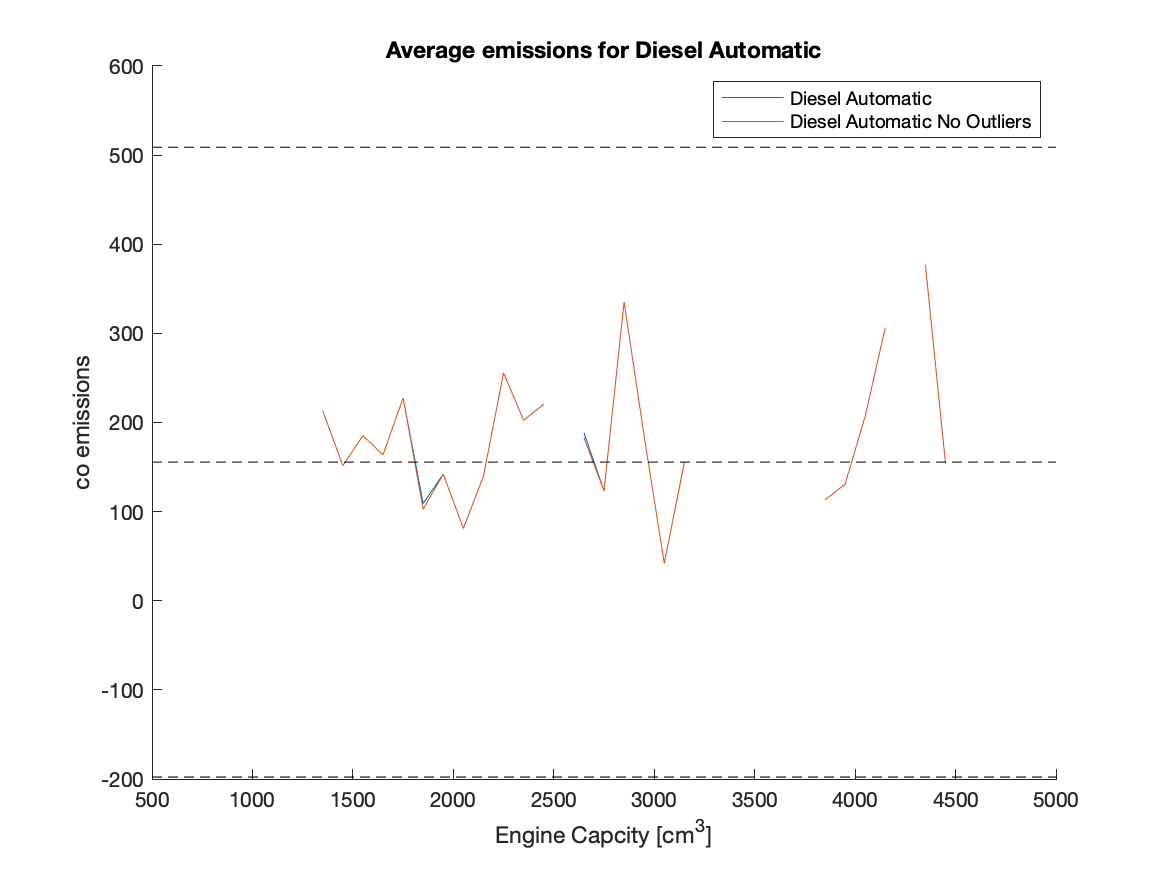 Average emissions for Diesel Automatic
600
500
400
300
200
100
0
-100
-200
co emissions
Diesel Automatic
Diesel Automatic No Outliers
500 1000 1500 2000 2500 3000 3500 4000 4500 5000
Engine Capcity [cm³]